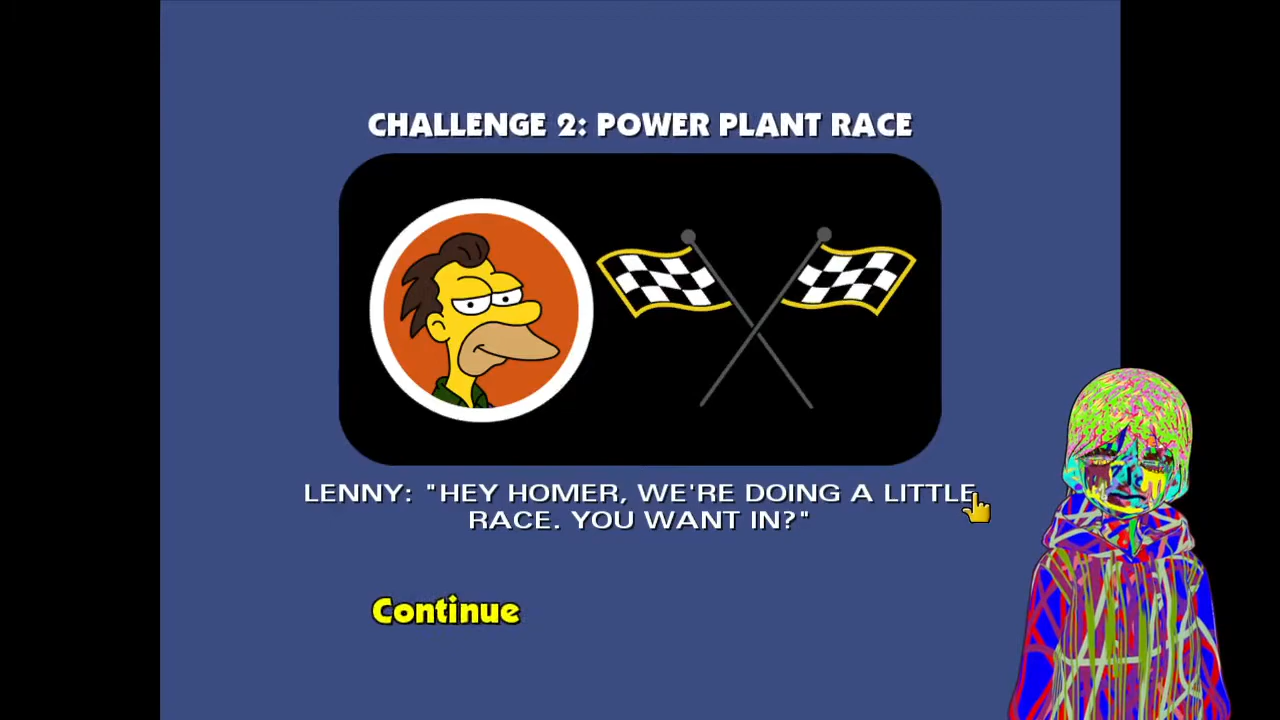 CHALLENGE 2: POWER PLANT RACE
LENNY: "HEY HOMER, WE'RE DOING A LITTLE
RACE. YOU WANT IN?"
Continue